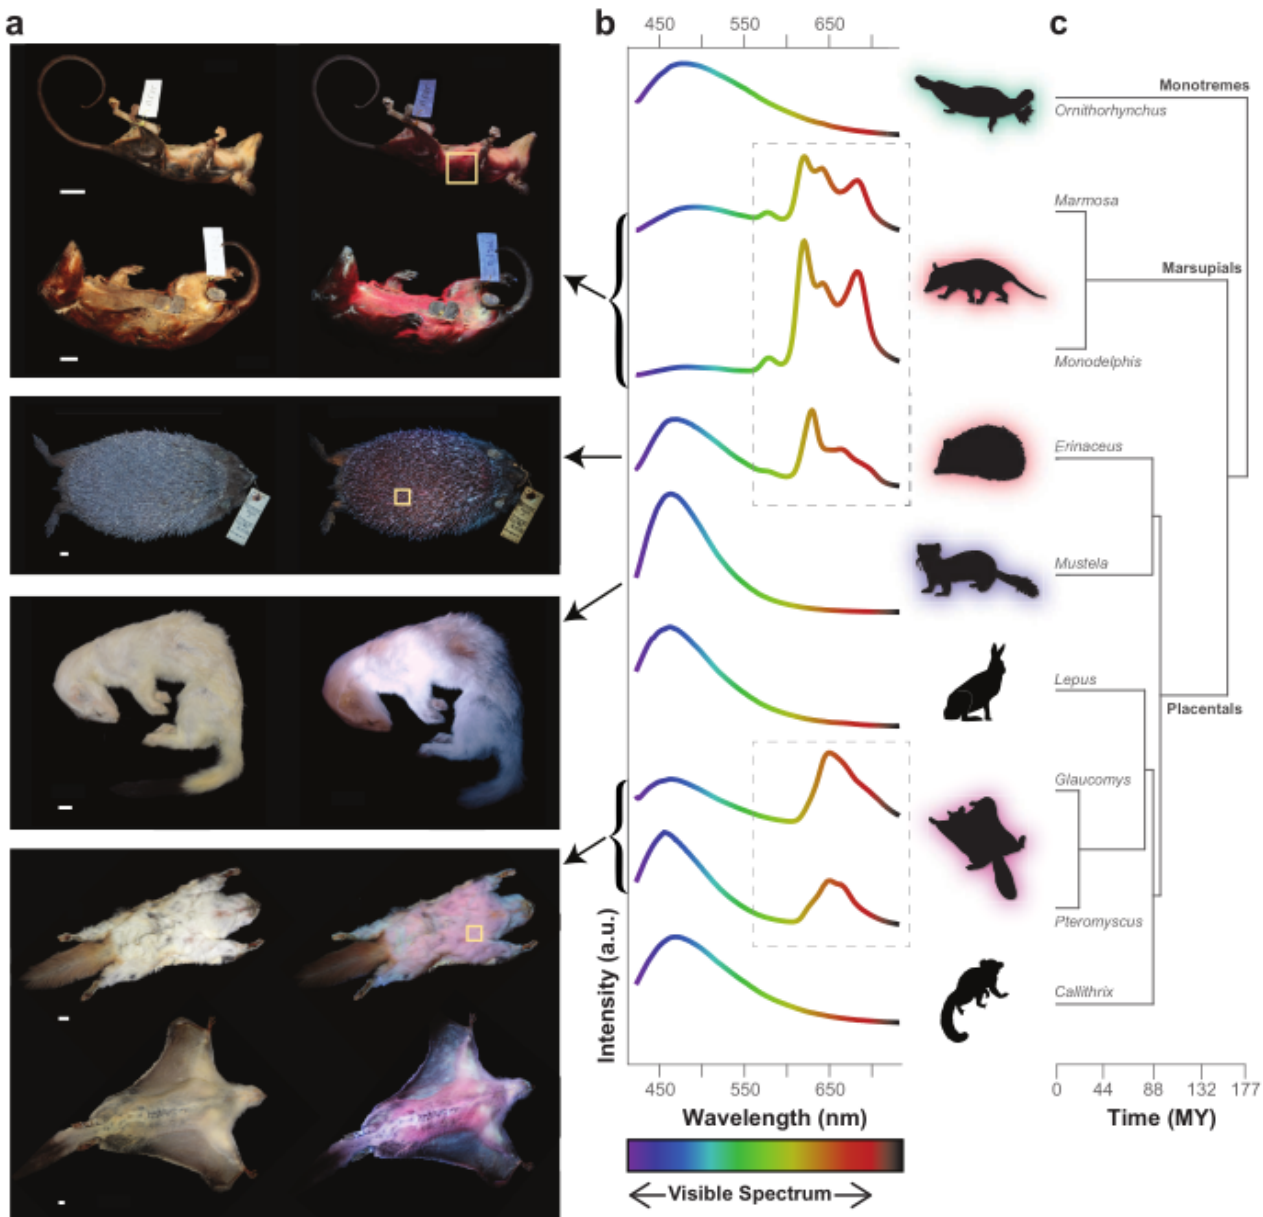 a
b
c
450 550 650
Monotremes
Ornithorhynchus
Marmosa
Marsupials
Monodelphis
Erinaceus
Mustela
Lepus
Placentals
Glaucomys
Pteromyscus
Callithrix
Intensity (a.u.)
450 550 650
0 44 88 132 177
Wavelength (nm)
Time (MY)
Visible Spectrum